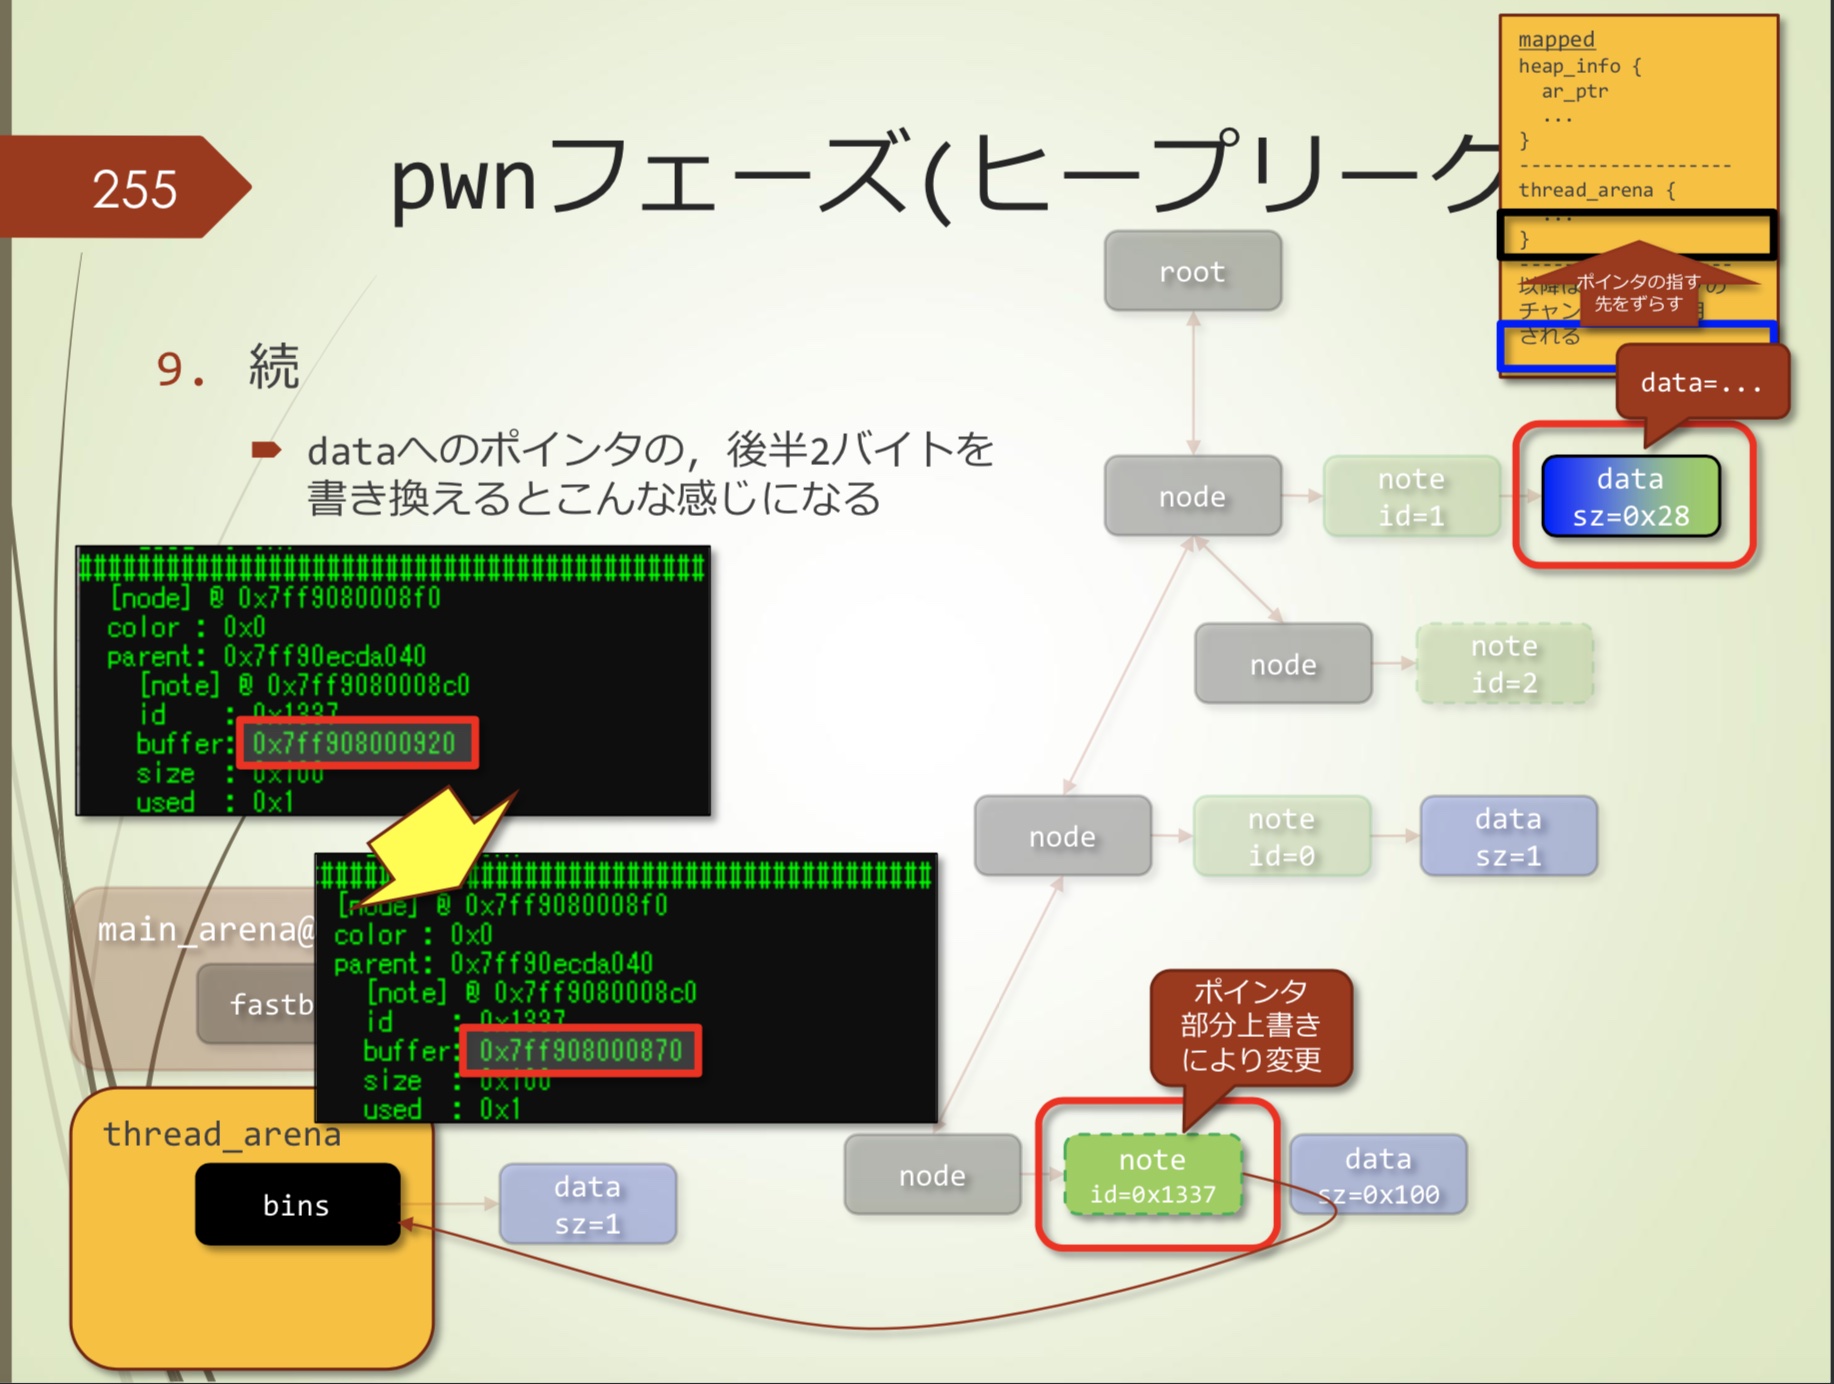 255
pwnフェーズ(ヒープリーク
mapped
heap_info {
ar_ptr
...
}
-------------------
thread_arena {
...
}
-------------------
以降は
の
チャン
される
ポインタの指す
先をずらす
data=...
9. 続
dataへのポインタの，後半2バイトを
書き換えるとこんな感じになる
[node] @ 0x7ff9080008f0
color : 0x0
parent: 0x7ff90ecda040
[note] @ 0x7ff9080008c0
id : 0x1337
buffer: 0x7ff908000920
size : 0x100
used : 0x1
[node] @ 0x7ff9080008f0
color : 0x0
parent: 0x7ff90ecda040
[note] @ 0x7ff9080008c0
id : 0x1337
buffer: 0x7ff908000870
size : 0x100
used : 0x1
root
node
note
id=1
data
sz=0x28
node
note
id=2
node
note
id=0
data
sz=1
main_arena@
fastb
ポインタ
部分上書き
により変更
thread_arena
bins
data
sz=1
node
note
id=0x1337
data
sz=0x100